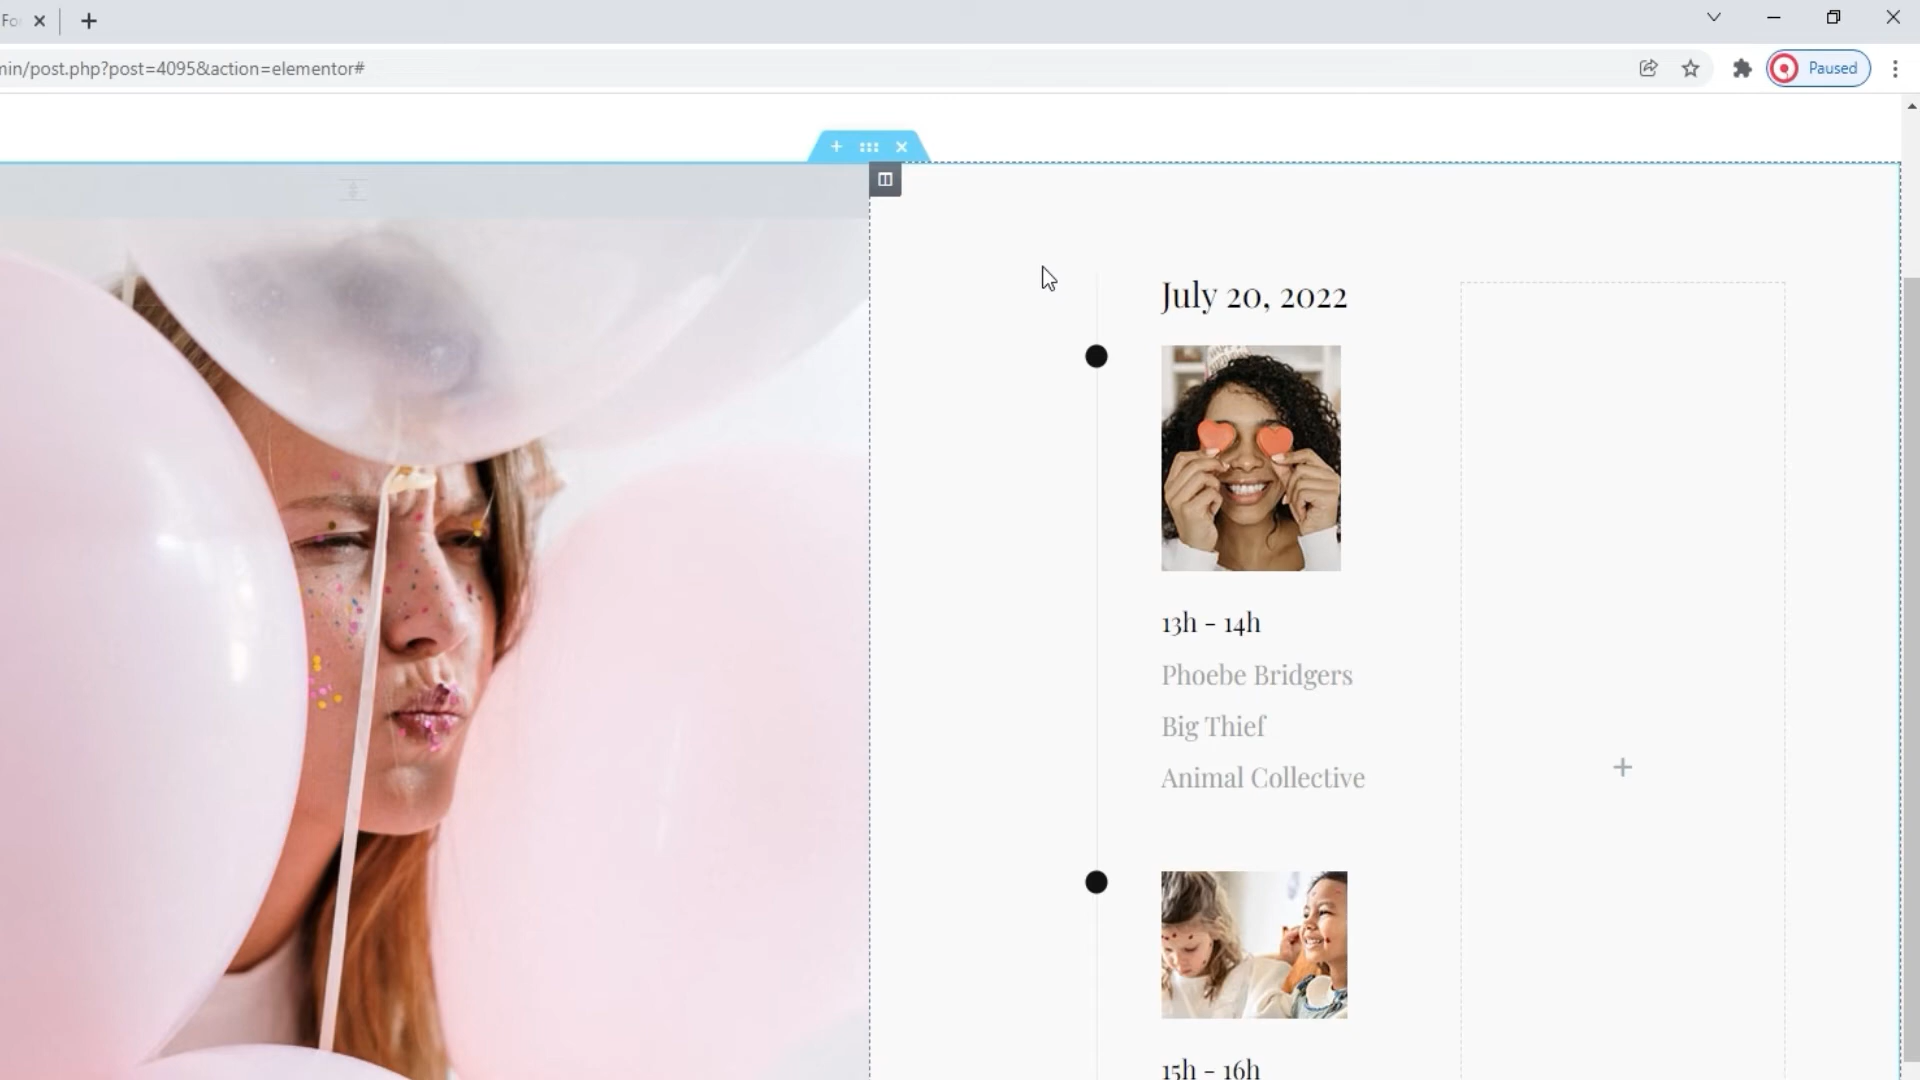 Fo
min/post.php?post=4095&action=elementor#
Paused
July 20, 2022
13h - 14h
Phoebe Bridgers
Big Thief
Animal Collective
15h - 16h